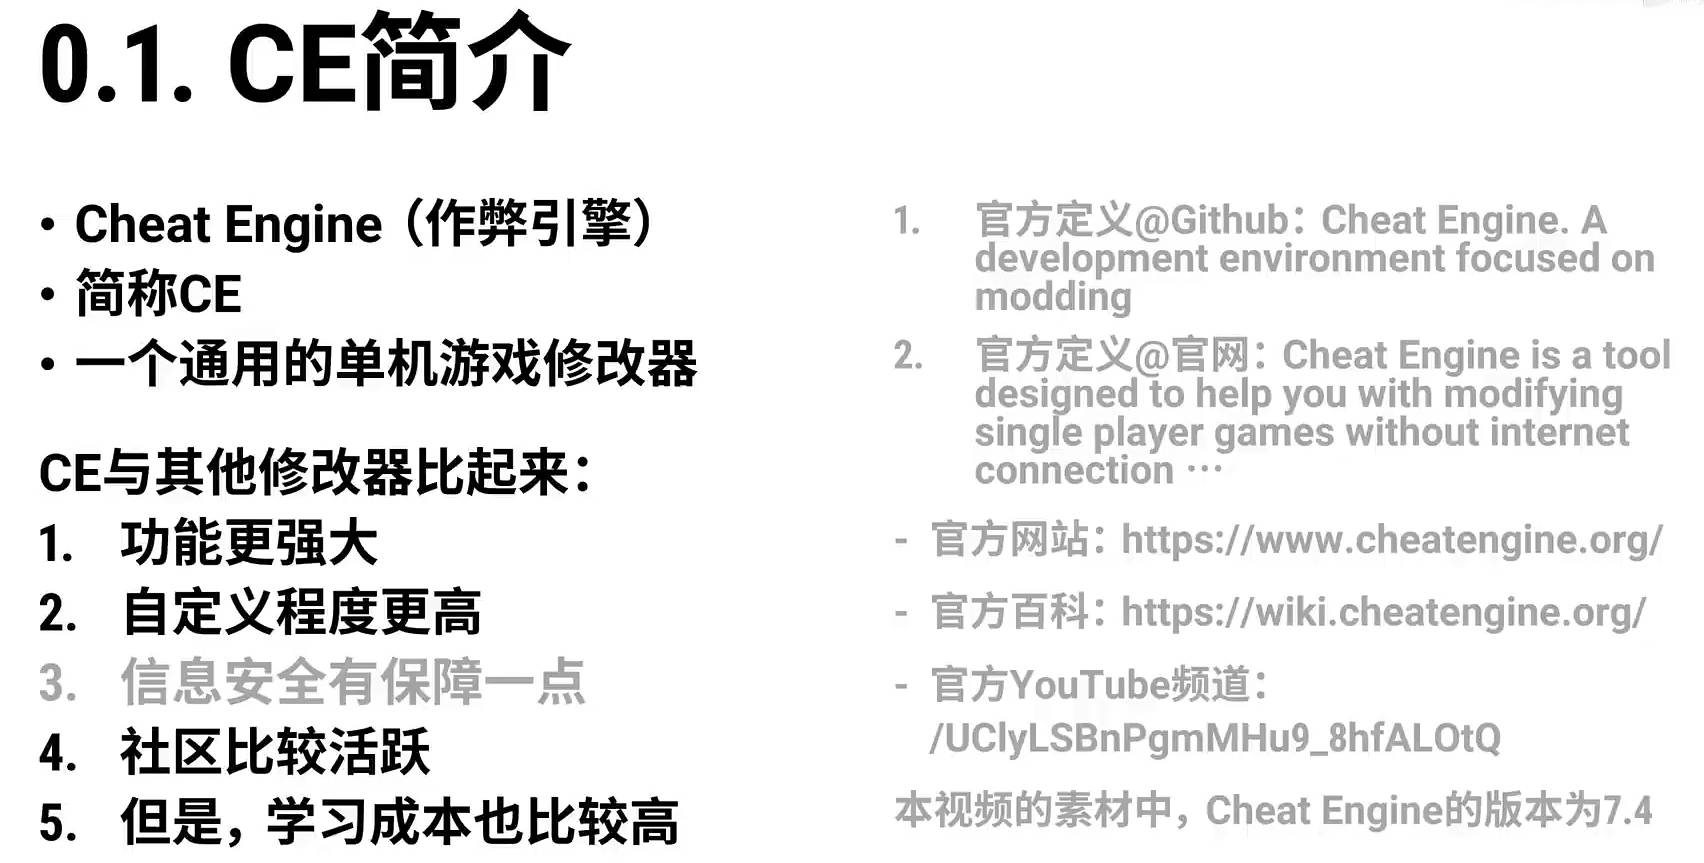 0.1. CE简介
• Cheat Engine（作弊引擎）
• 简称CE
• 一个通用的单机游戏修改器
CE与其他修改器比起来：
1. 功能更强大
2. 自定义程度更高
3. 信息安全有保障一点
4. 社区比较活跃
5. 但是，学习成本也比较高
1. 官方定义@Github：Cheat Engine. A
development environment focused on
modding
2. 官方定义@官网：Cheat Engine is a tool
designed to help you with modifying
single player games without internet
connection …
- 官方网站：https://www.cheatengine.org/
- 官方百科：https://wiki.cheatengine.org/
- 官方YouTube频道：
/UClyLSBnPgmMHu9_8hfALOtQ
本视频的素材中，Cheat Engine的版本为7.4